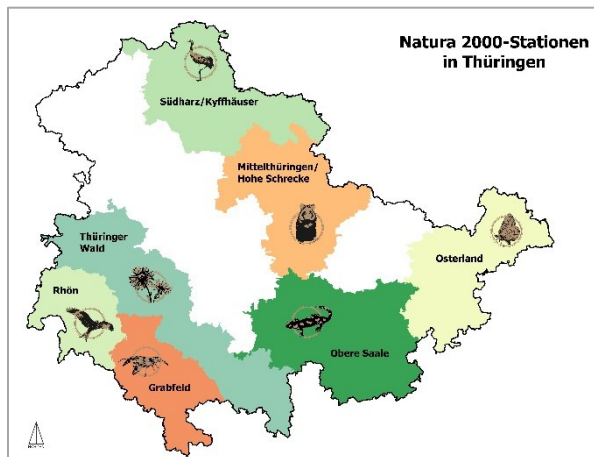 Natura 2000-Stationen
in Thüringen
Südharz/Kyffhäuser
Mittelthüringen/
Hohe Schrecke
Thüringer
Wald
Osterland
Rhön
Obere Saale
Grabfeld